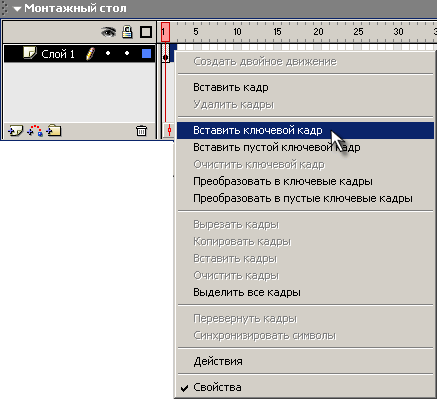 Монтажный стол
1 5 10 15 20 25 30
Слой 1
Создать двойное движение
Вставить кадр
Удалить кадры
Вставить ключевой кадр
Вставить пустой ключевой кадр
Очистить ключевой кадр
Преобразовать в ключевые кадры
Преобразовать в пустые ключевые кадры
Вырезать кадры
Копировать кадры
Вставить кадры
Очистить кадры
Выделить все кадры
Перевернуть кадры
Синхронизировать символы
Действия
Свойства